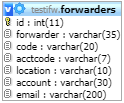 testifw forwarders
id : int(11)
forwarder : varchar(35)
code : varchar(20)
acctcode : varchar(7)
location : varchar(10)
account : varchar(30)
email : varchar(200)